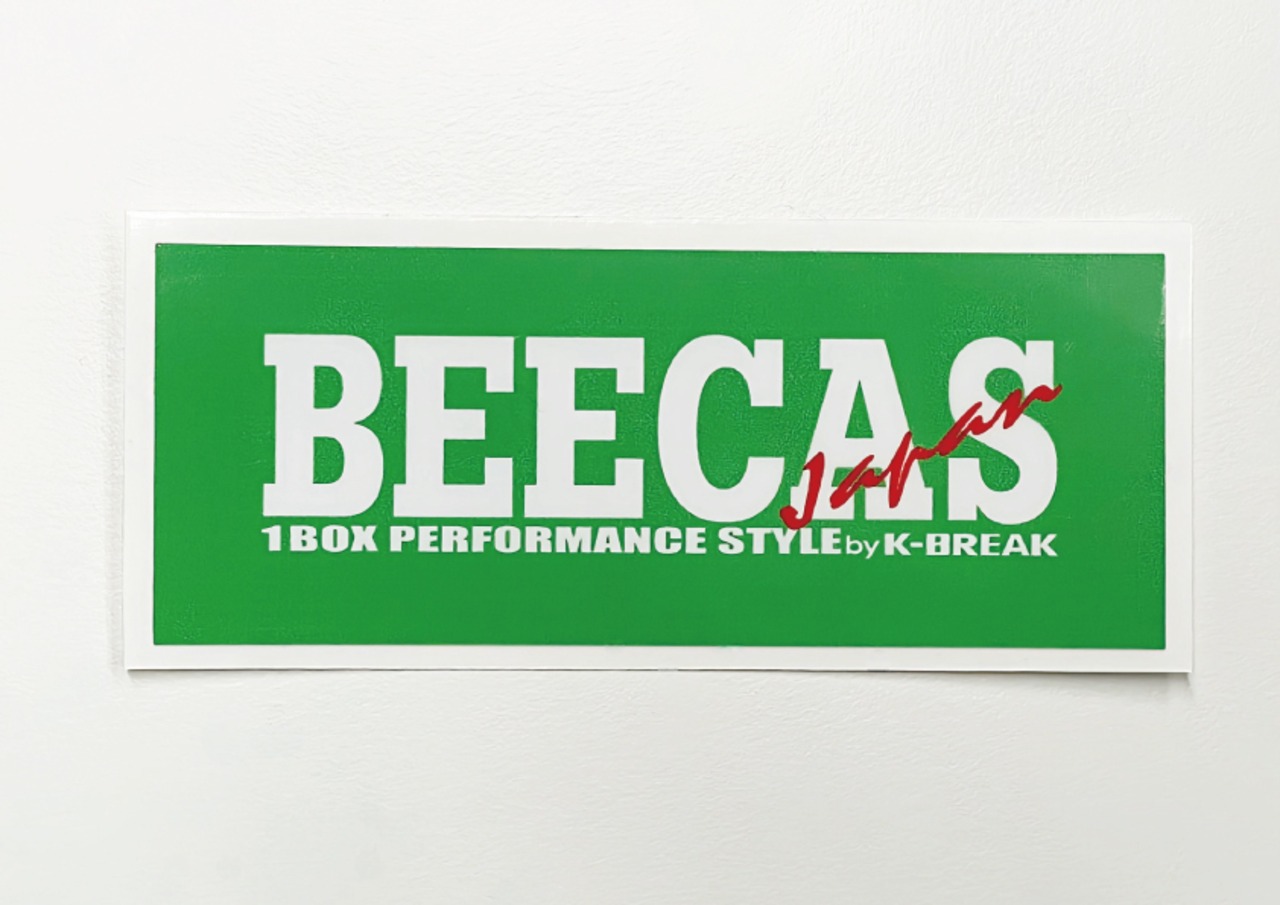 BEECAS
Japan
1BOX PERFORMANCE STYLE by K-BREAK